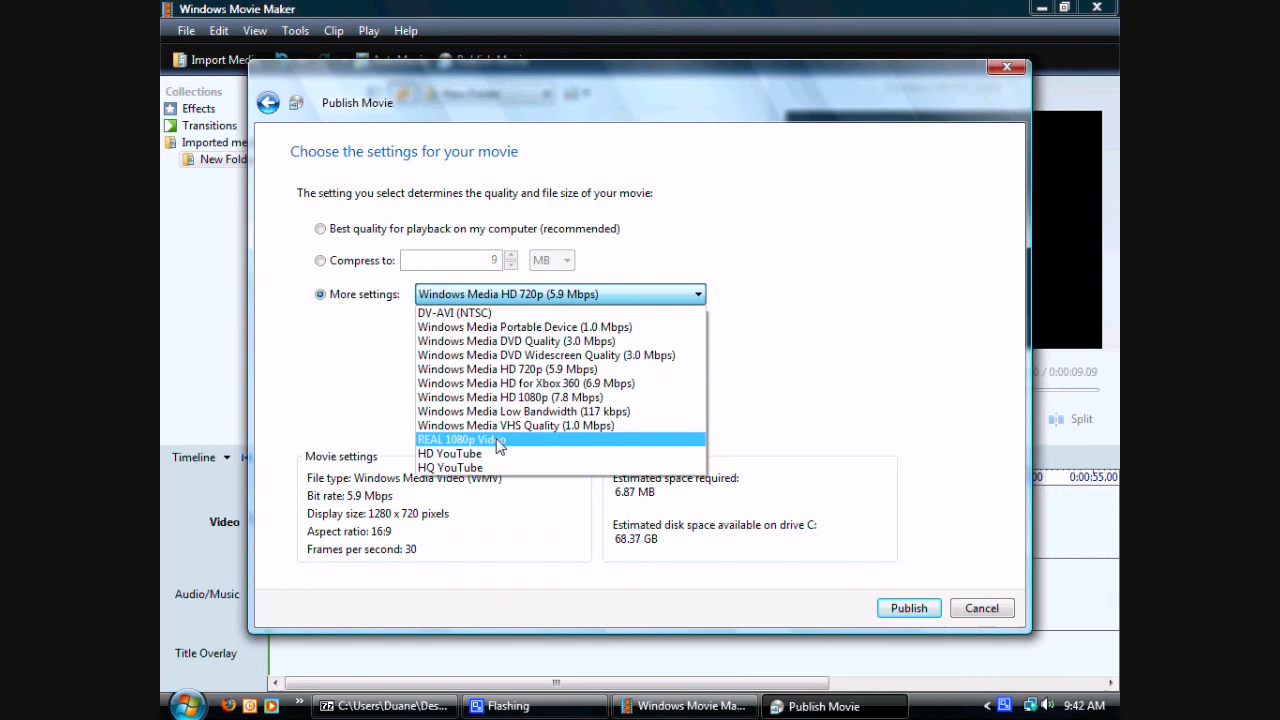 Windows Movie Maker
File Edit View Tools Clip Play Help
Import Med
Collections
Effects
Transitions
Imported me
New Fold
Publish Movie
Choose the settings for your movie
The setting you select determines the quality and file size of your movie:
Best quality for playback on my computer (recommended)
Compress to: 9 MB
More settings: Windows Media HD 720p (5.9 Mbps)
DV-AVI (NTSC)
Windows Media Portable Device (1.0 Mbps)
Windows Media DVD Quality (3.0 Mbps)
Windows Media DVD Widescreen Quality (3.0 Mbps)
Windows Media HD 720p (5.9 Mbps)
Windows Media HD for Xbox 360 (6.9 Mbps)
Windows Media HD 1080p (7.8 Mbps)
Windows Media Low Bandwidth (117 kbps)
Windows Media VHS Quality (1.0 Mbps)
REAL 1080p Video
HD YouTube
HQ YouTube
Movie settings
File type: Windows Media Video (WMV)
Bit rate: 5.9 Mbps
Display size: 1280 x 720 pixels
Aspect ratio: 16:9
Frames per second: 30
Estimated space required:
6.87 MB
Estimated disk space available on drive C:
68.37 GB
Publish Cancel
/ 0:00:09.09
Split
Timeline
00 0:00:55.00
Video
Audio/Music
Title Overlay
C:\Users\Duane\Des...
Flashing
Windows Movie Ma...
Publish Movie
9:42 AM